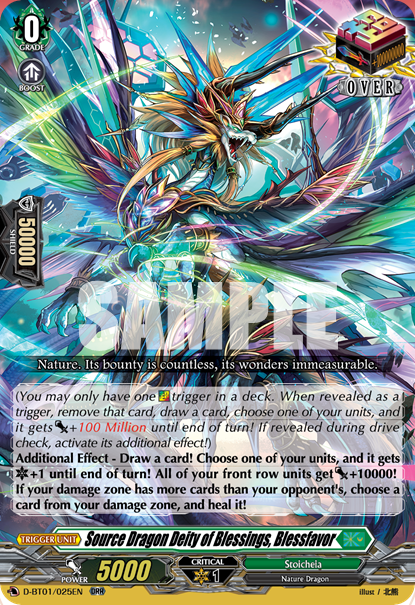 0
GRADE
BOOST
+100000000
OVER
50000
SHIELD
SAMPLE
Nature. Its bounty is countless, its wonders immeasurable.
(You may only have one trigger in a deck. When revealed as a
trigger, remove that card, draw a card, choose one of your units, and
it gets +100 Million until end of turn! If revealed during drive
check, activate its additional effect!)
Additional Effect - Draw a card! Choose one of your units, and it gets
+1 until end of turn! All of your front row units get +10000!
If your damage zone has more cards than your opponent's, choose a
card from your damage zone, and heal it!
TRIGGER UNIT
Source Dragon Deity of Blessings, Blessfavor
POWER 5000
CRITICAL
1
Stoicheia
Nature Dragon
D-BT01/025EN RRR
illust / 北熊